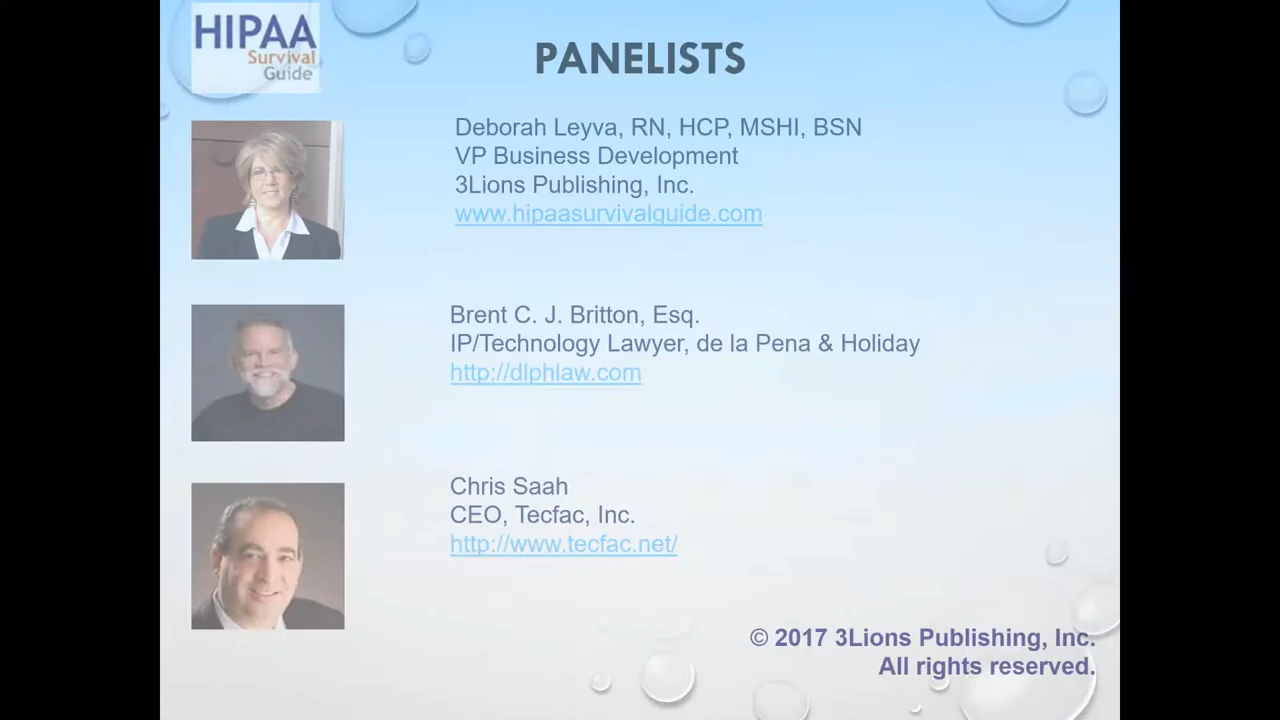 HIPAA
Survival
Guide
PANELISTS
Deborah Leyva, RN, HCP, MSHI, BSN
VP Business Development
3Lions Publishing, Inc.
www.hipaasurvivalguide.com
Brent C. J. Britton, Esq.
IP/Technology Lawyer, de la Pena & Holiday
http://dlphlaw.com
Chris Saah
CEO, Tecfac, Inc.
http://www.tecfac.net/
© 2017 3Lions Publishing, Inc.
All rights reserved.